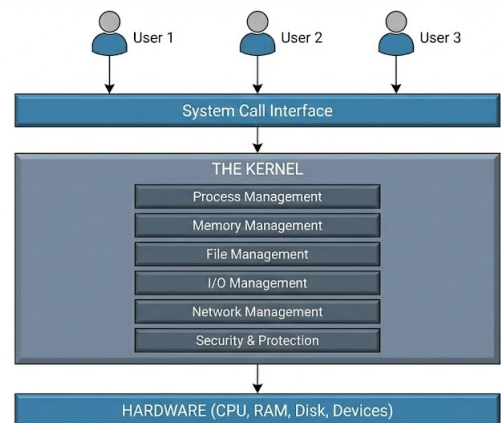 User 1
User 2
User 3
System Call Interface
THE KERNEL
Process Management
Memory Management
File Management
I/O Management
Network Management
Security & Protection
HARDWARE (CPU, RAM, Disk, Devices)